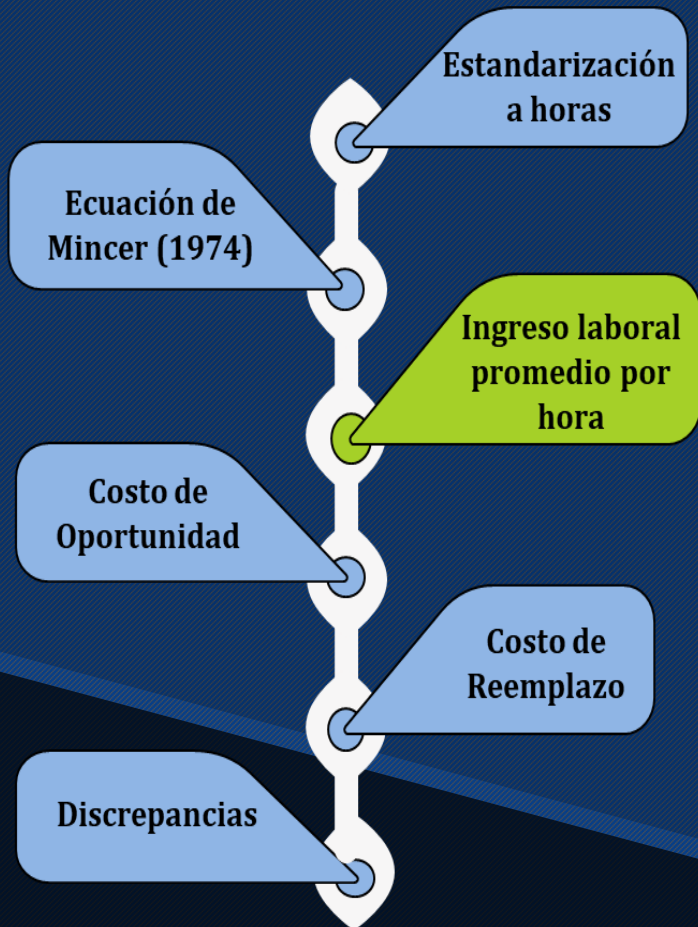 Estandarización
a horas
Ecuación de
Mincer (1974)
Ingreso laboral
promedio por
hora
Costo de
Oportunidad
Costo de
Reemplazo
Discrepancias